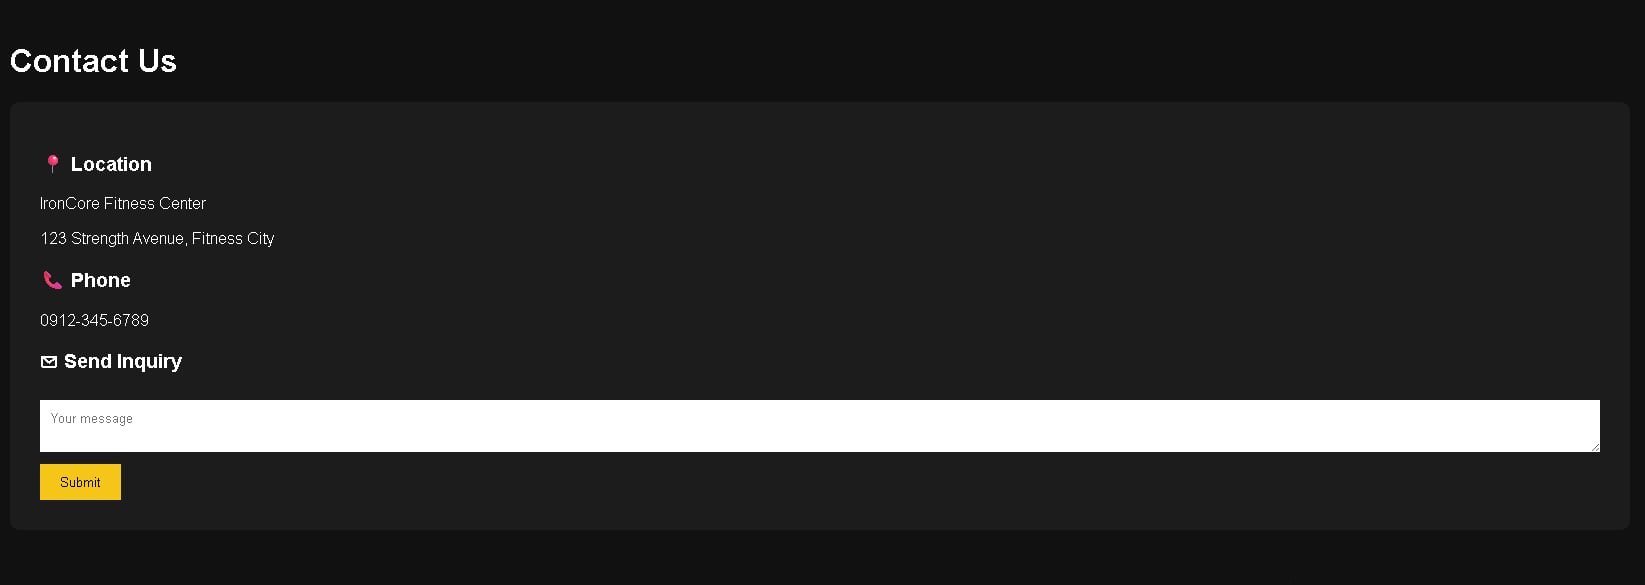 Contact Us
📍 Location
IronCore Fitness Center
123 Strength Avenue, Fitness City
📞 Phone
0912-345-6789
✉ Send Inquiry
Your message
Submit